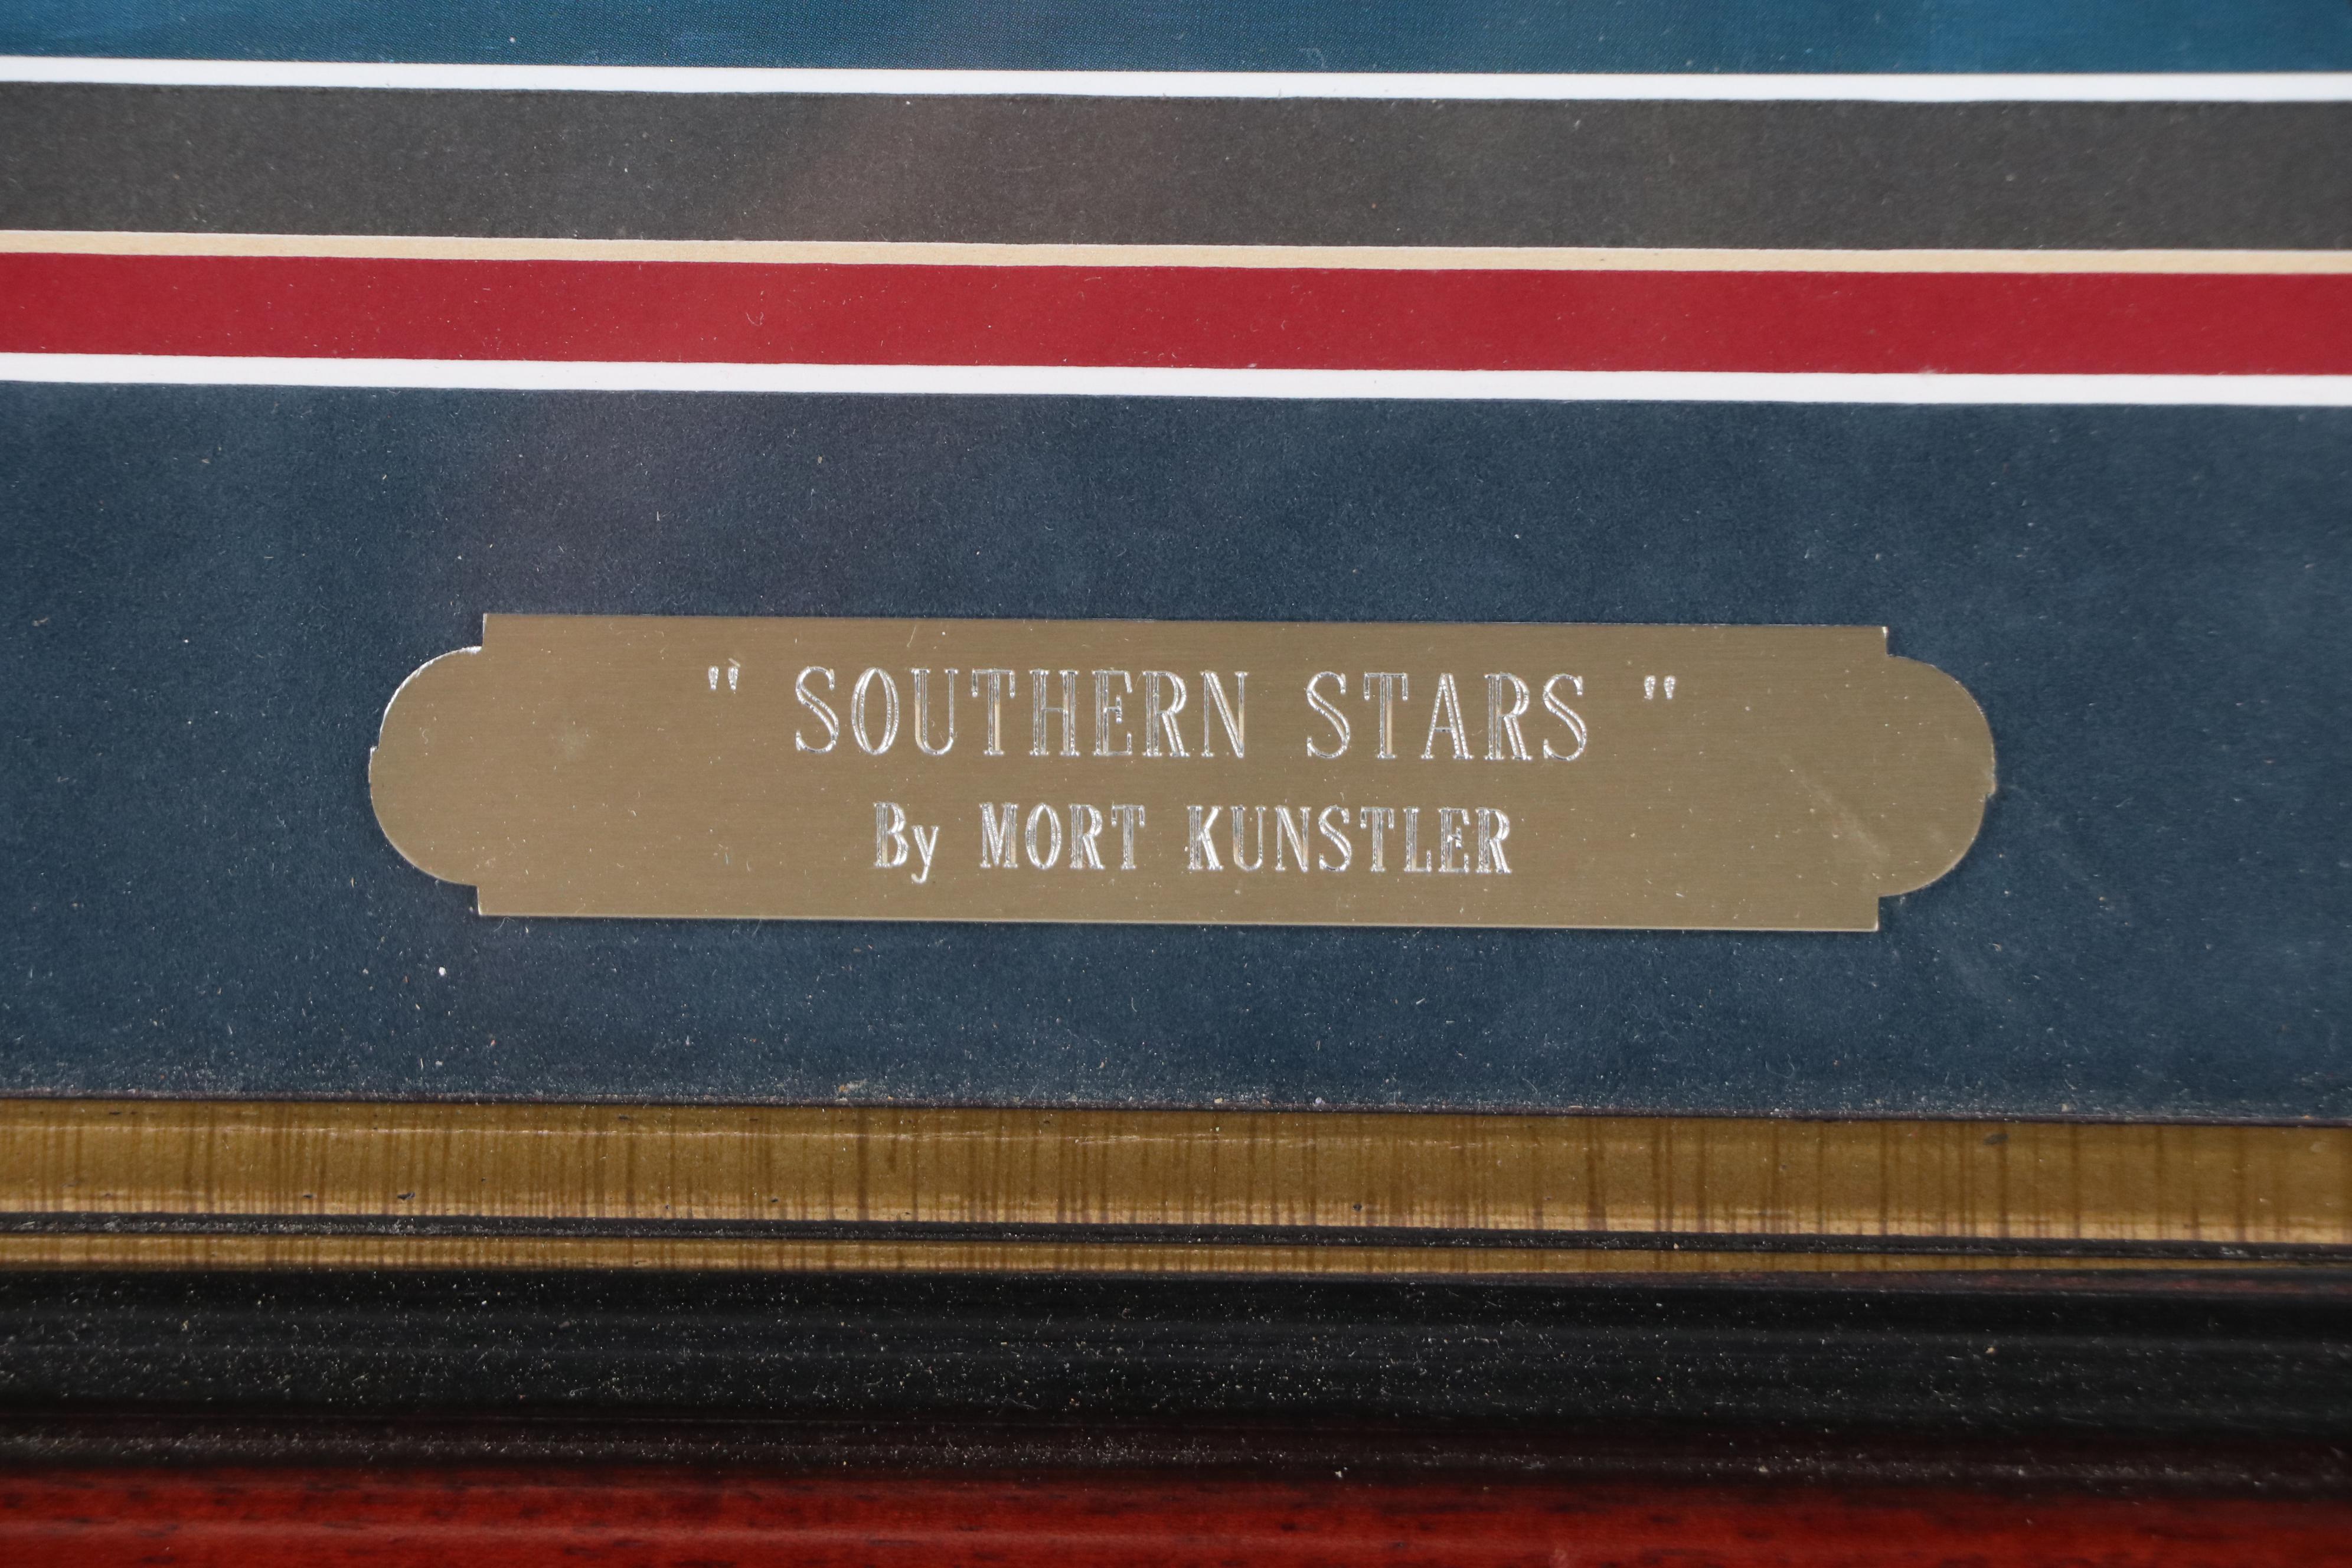 " SOUTHERN STARS "
By MORT KUNSTLER